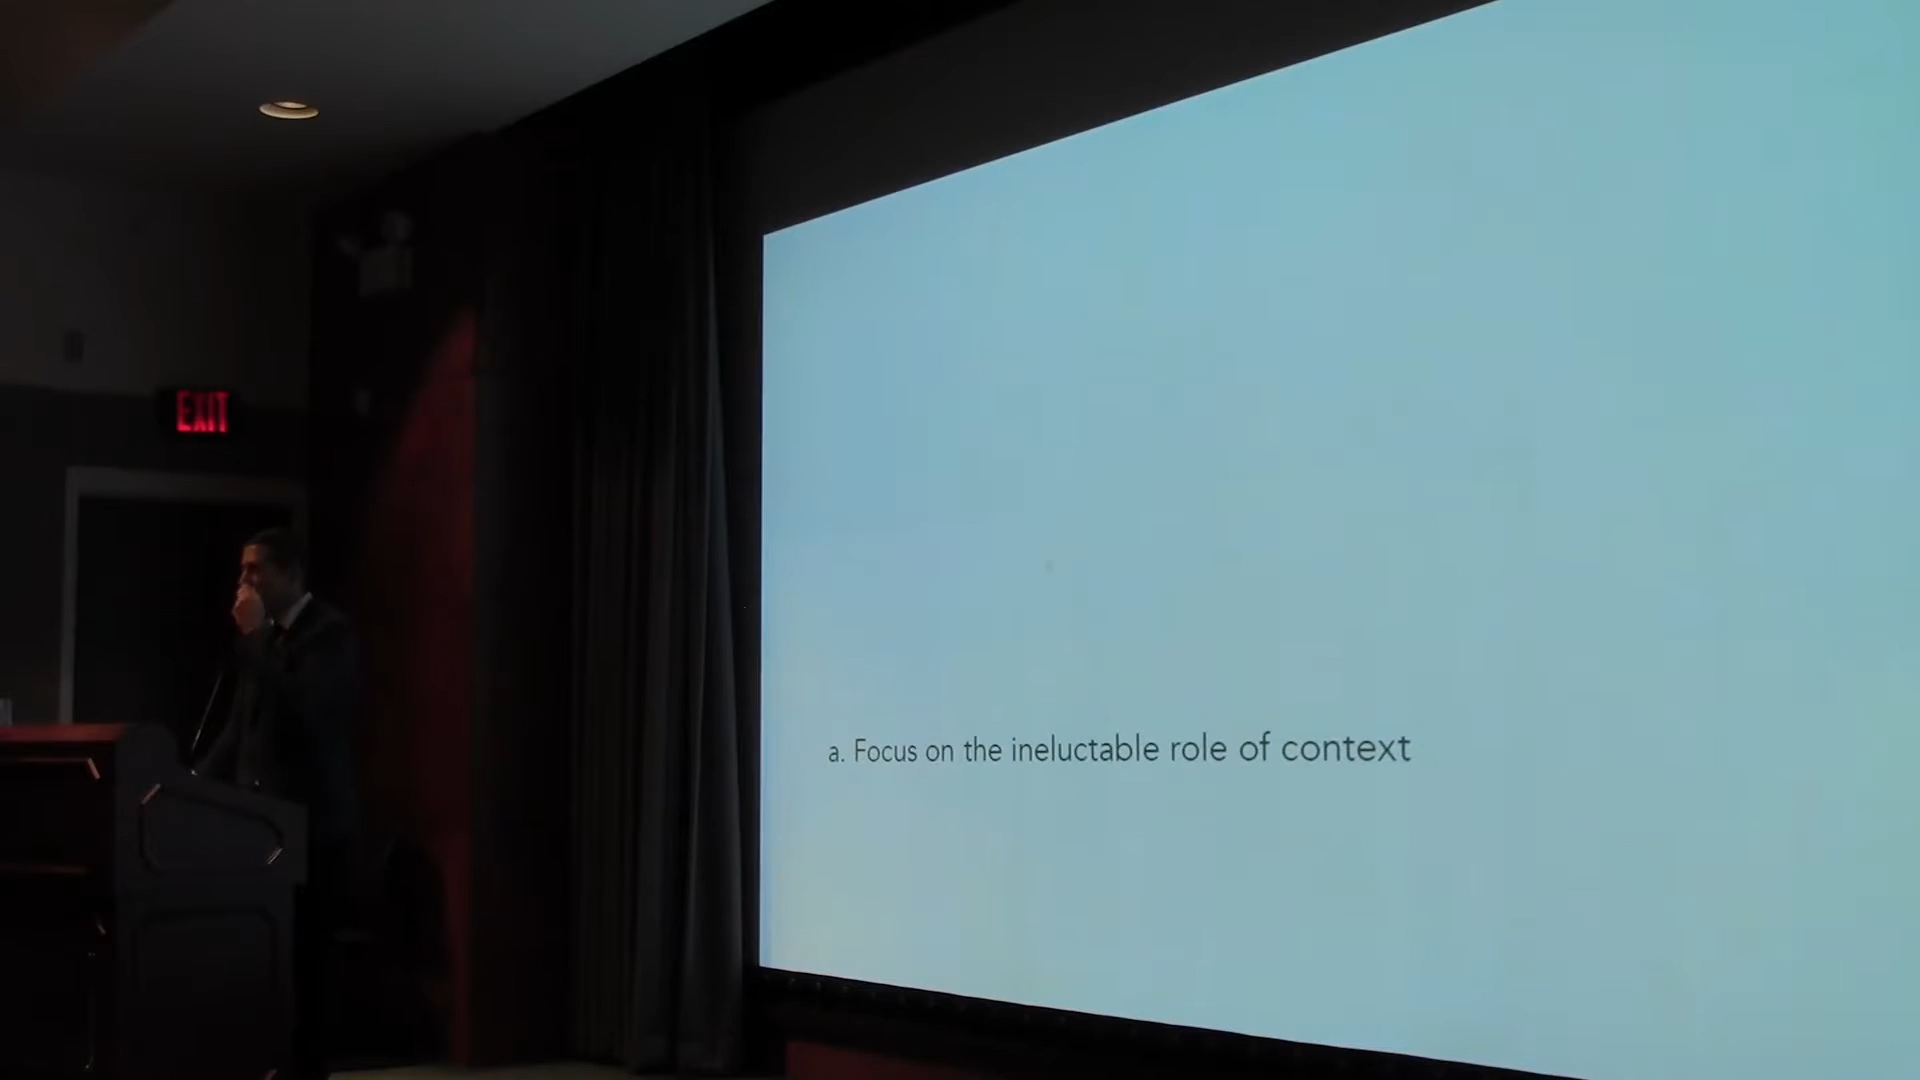 EXIT
a. Focus on the ineluctable role of context